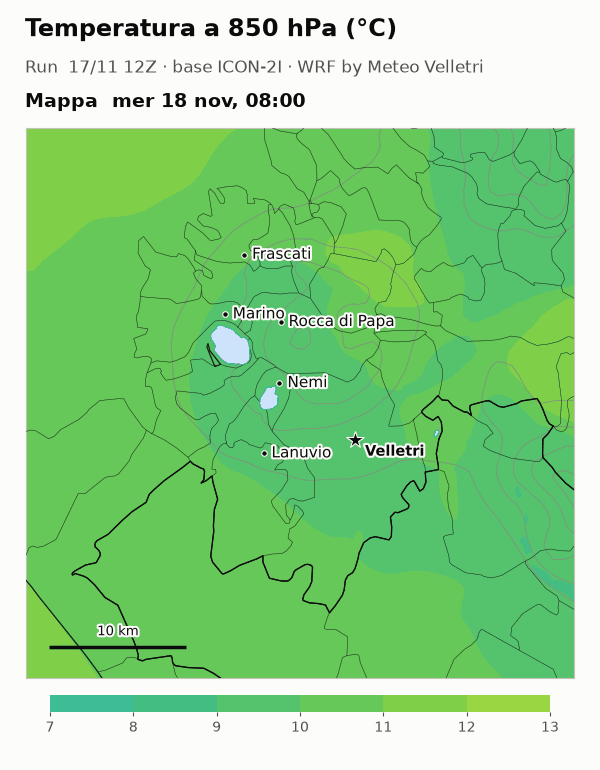 Temperatura a 850 hPa (°C)
Run  17/11 12Z · base ICON-2I · WRF by Meteo Velletri
Mappa  mer 18 nov, 08:00
Frascati
Marino
Rocca di Papa
Nemi
Velletri
Lanuvio
10 km
7 8 9 10 11 12 13